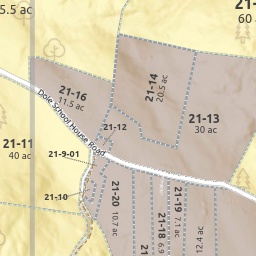 5.5 ac
21-
60 a
21-14
20.5 ac
21-16
11.5 ac
21-13
30 ac
Dole School House Road
21-12
21-11
40 ac
21-9-01
21-10
21-20
10.7 ac
21-18
6.9
21-19
7.1 ac
12.4 ac